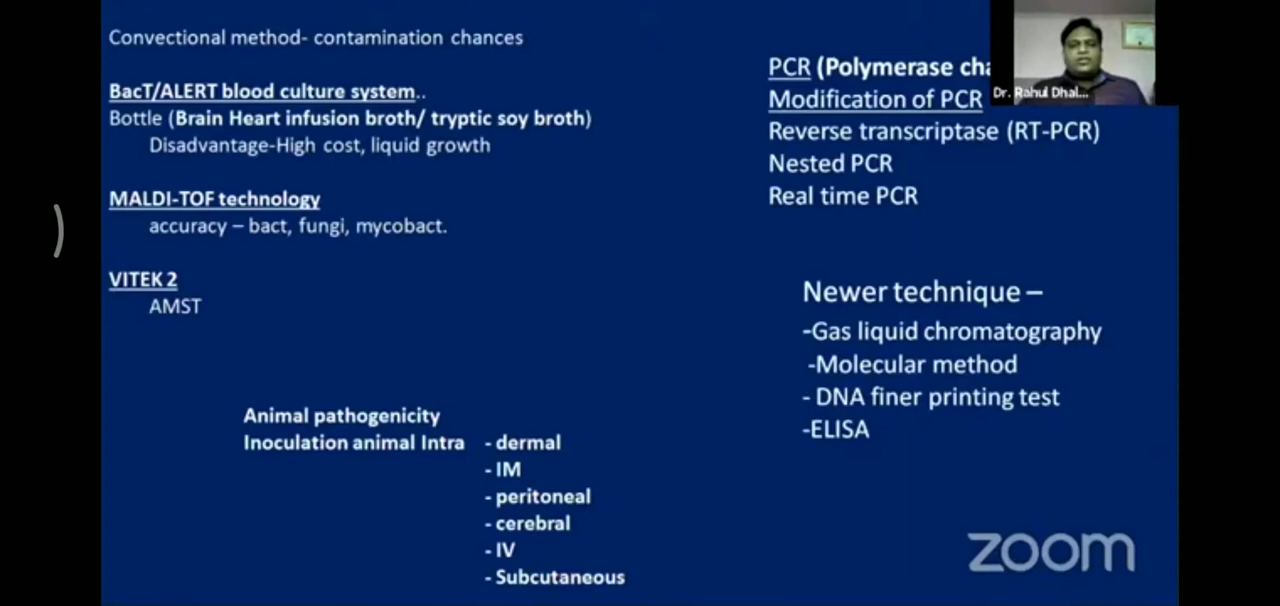 Convectional method- contamination chances
BacT/ALERT blood culture system..
Bottle (Brain Heart infusion broth/ tryptic soy broth)
Disadvantage-High cost, liquid growth
MALDI-TOF technology
accuracy – bact, fungi, mycobact.
VITEK 2
AMST
Animal pathogenicity
Inoculation animal Intra - dermal
- IM
- peritoneal
- cerebral
- IV
- Subcutaneous
PCR (Polymerase cha
Modification of PCR
Reverse transcriptase (RT-PCR)
Nested PCR
Real time PCR
Newer technique –
-Gas liquid chromatography
-Molecular method
- DNA finer printing test
-ELISA
Dr. Rahul Dhal...
zoom